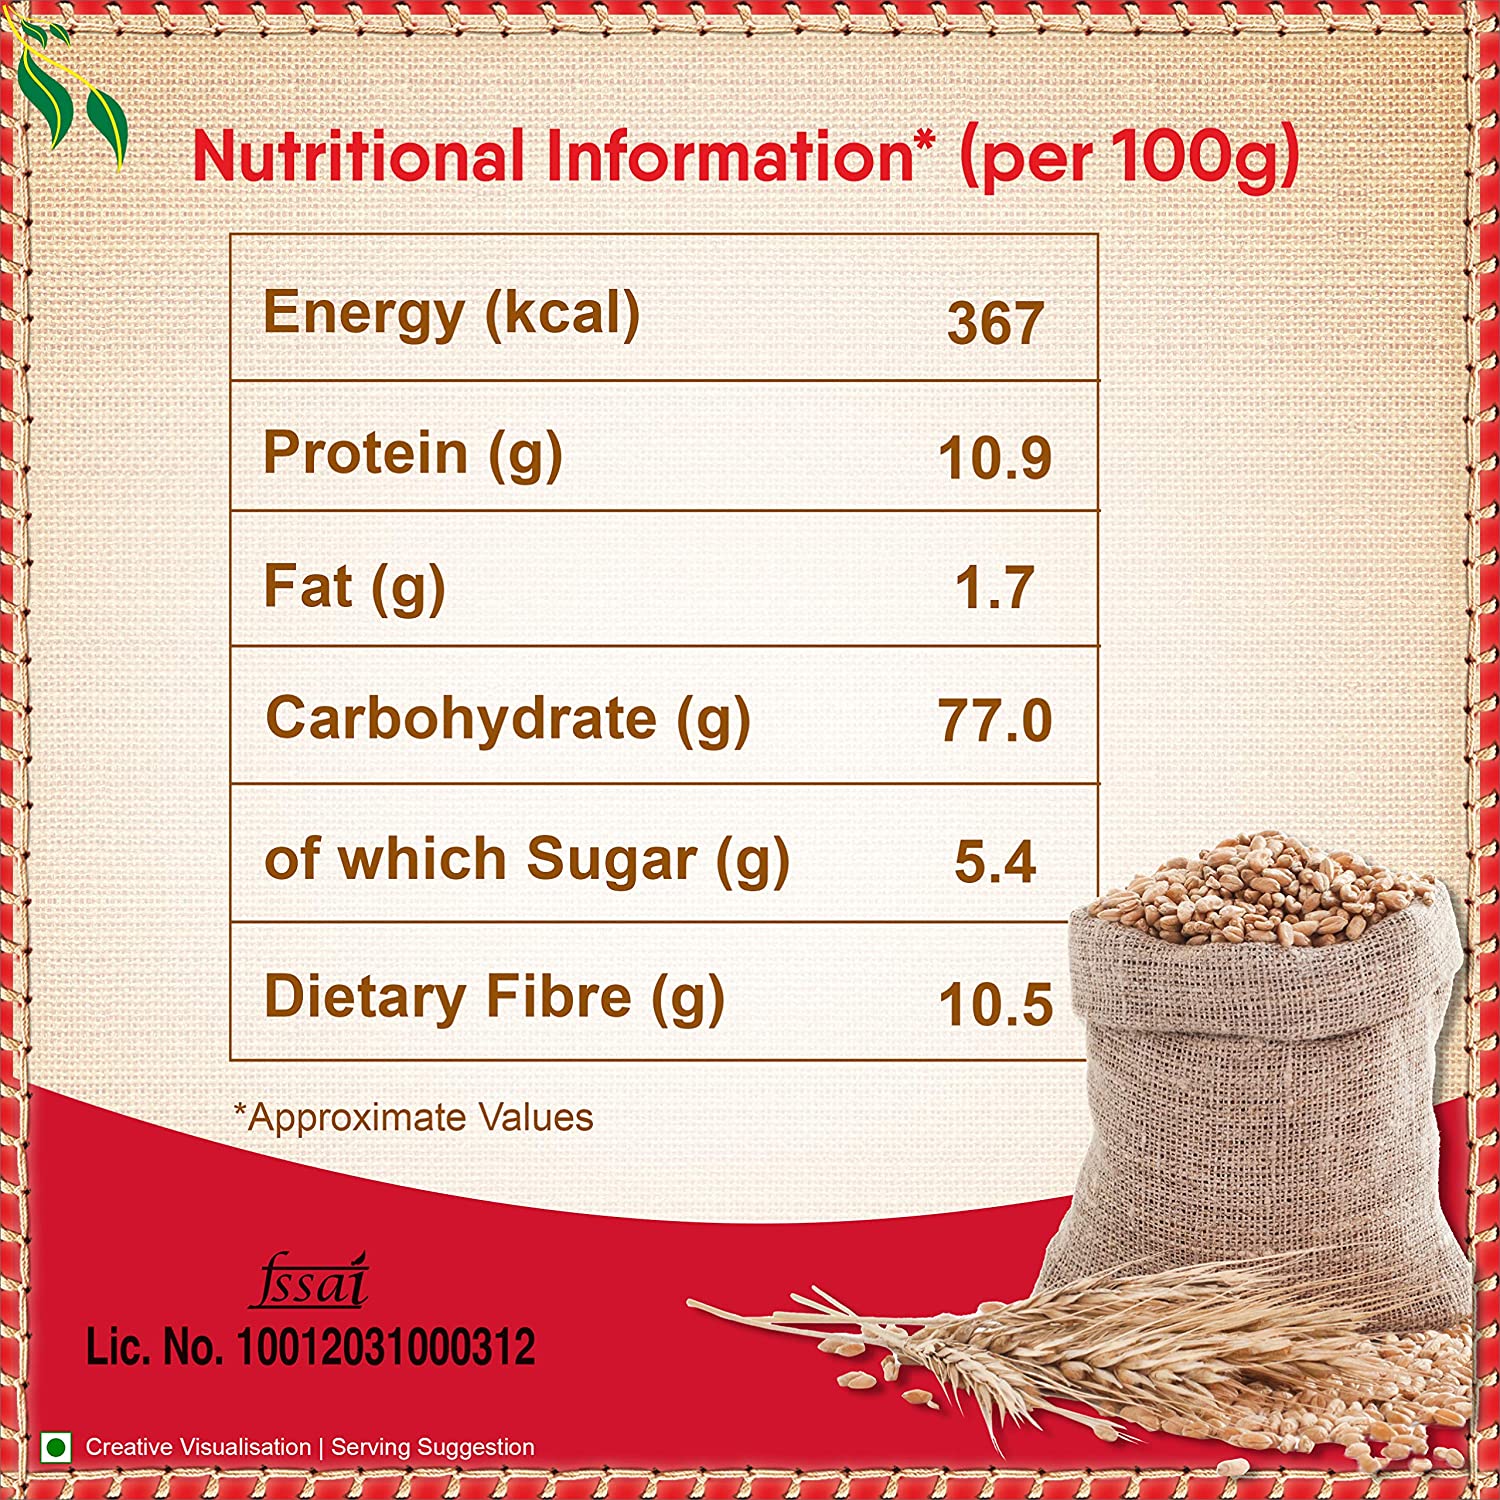 Nutritional Information* (per 100g)
Energy (kcal) 367
Protein (g) 10.9
Fat (g) 1.7
Carbohydrate (g) 77.0
of which Sugar (g) 5.4
Dietary Fibre (g) 10.5
*Approximate Values
fssai
Lic. No. 10012031000312
Creative Visualisation | Serving Suggestion